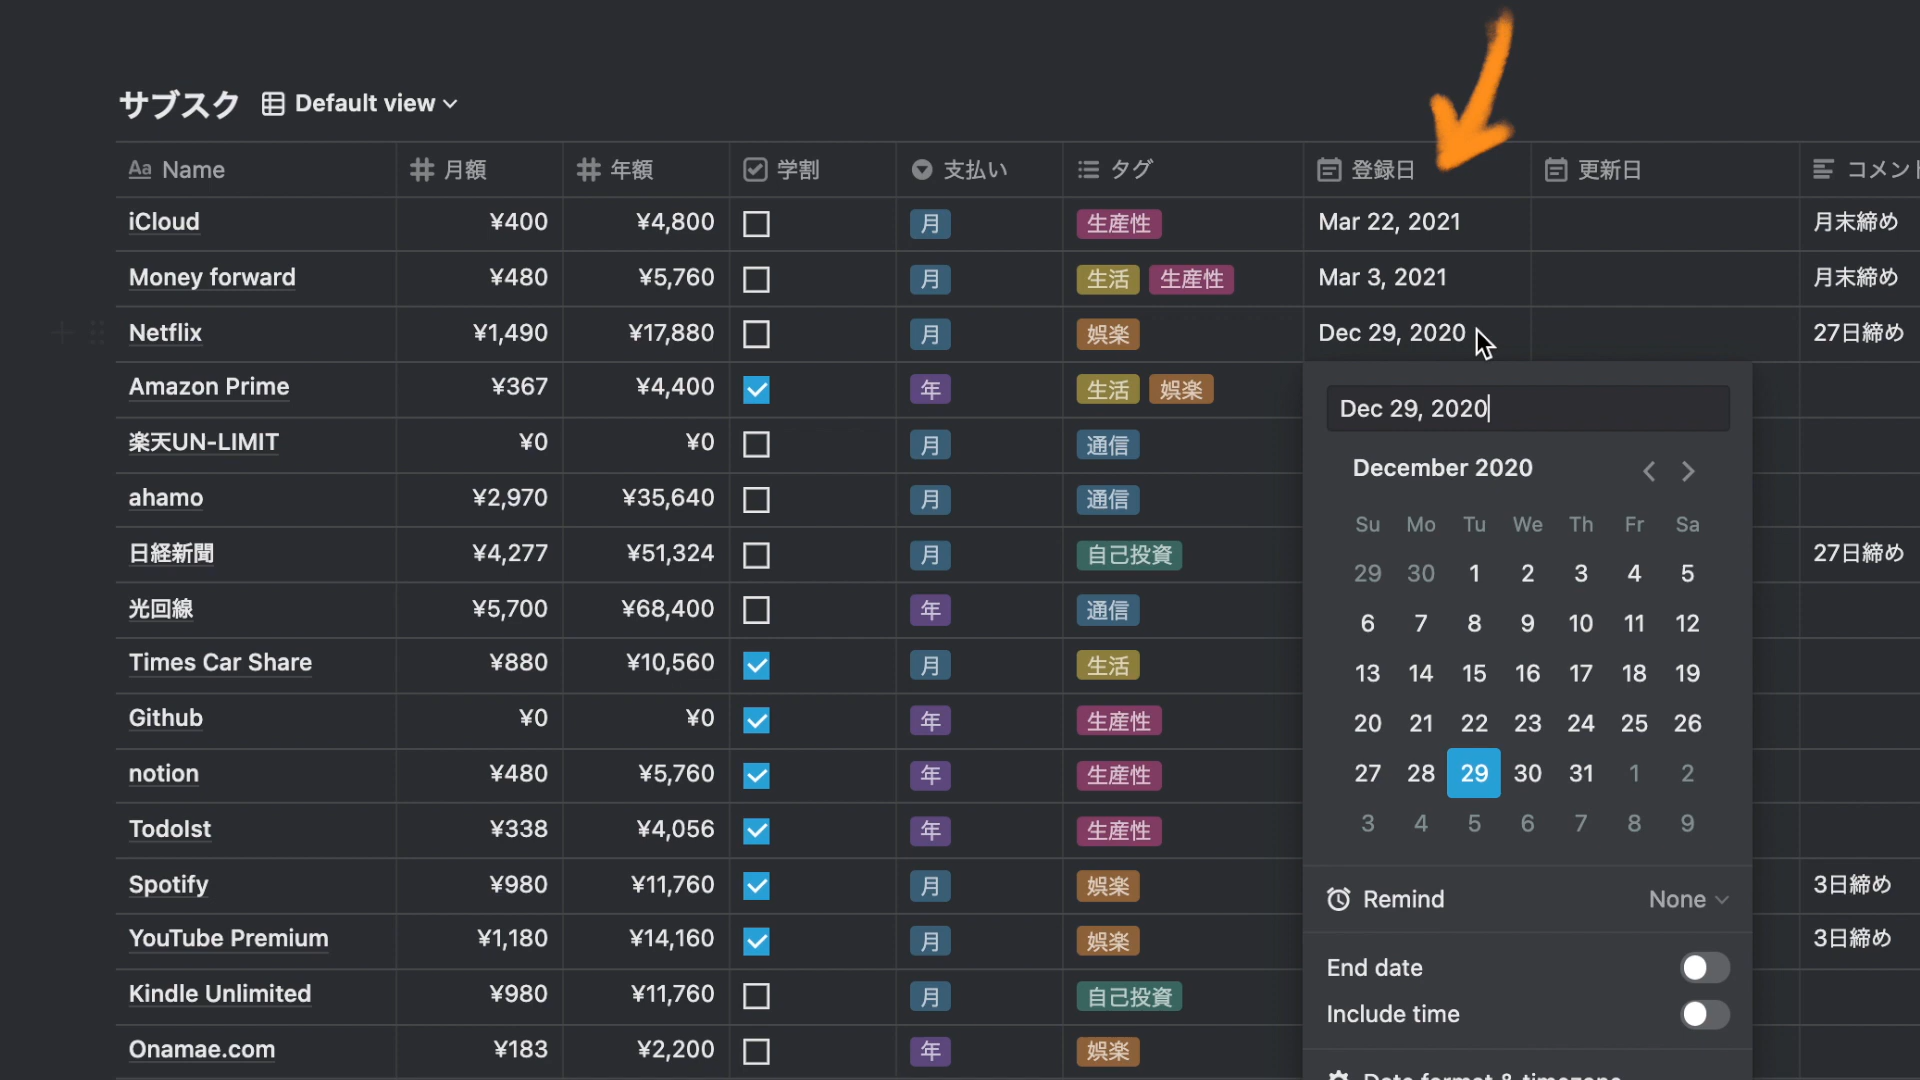 サブスク Default view
Aa Name 月額 年額 学割 支払い タグ 登録日 更新日 コメント
iCloud ¥400 ¥4,800 月 生産性 Mar 22, 2021 月末締め
Money forward ¥480 ¥5,760 月 生活 生産性 Mar 3, 2021 月末締め
Netflix ¥1,490 ¥17,880 月 娯楽 Dec 29, 2020 27日締め
Amazon Prime ¥367 ¥4,400 年 生活 娯楽
Dec 29, 2020
楽天UN-LIMIT ¥0 ¥0 月 通信
December 2020
ahamo ¥2,970 ¥35,640 月 通信
Su Mo Tu We Th Fr Sa
日経新聞 ¥4,277 ¥51,324 月 自己投資 27日締め
29 30 1 2 3 4 5
光回線 ¥5,700 ¥68,400 年 通信
6 7 8 9 10 11 12
Times Car Share ¥880 ¥10,560 月 生活
13 14 15 16 17 18 19
Github ¥0 ¥0 年 生産性
20 21 22 23 24 25 26
notion ¥480 ¥5,760 年 生産性
27 28 29 30 31 1 2
TodoIst ¥338 ¥4,056 年 生産性
3 4 5 6 7 8 9
Spotify ¥980 ¥11,760 月 娯楽 3日締め
Remind None
YouTube Premium ¥1,180 ¥14,160 月 娯楽 3日締め
End date
Kindle Unlimited ¥980 ¥11,760 月 自己投資
Include time
Onamae.com ¥183 ¥2,200 年 娯楽
Date format & timezone